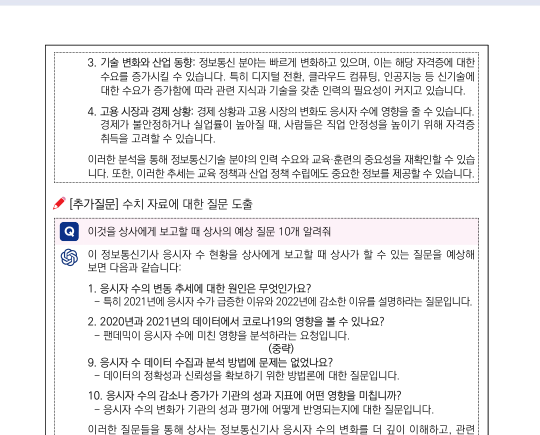 3. 기술 변화와 산업 동향: 정보통신 분야는 빠르게 변화하고 있으며, 이는 해당 자격증에 대한
수요를 증가시킬 수 있습니다. 특히 디지털 전환, 클라우드 컴퓨팅, 인공지능 등 신기술에
대한 수요가 증가함에 따라 관련 지식과 기술을 갖춘 인력의 필요성이 커지고 있습니다.
4. 고용 시장과 경제 상황: 경제 상황과 고용 시장의 변화도 응시자 수에 영향을 줄 수 있습니다.
경제가 불안정하거나 실업률이 높아질 때, 사람들은 직업 안정성을 높이기 위해 자격증
취득을 고려할 수 있습니다.
이러한 분석을 통해 정보통신기술 분야의 인력 수요와 교육·훈련의 중요성을 재확인할 수 있습
니다. 또한, 이러한 추세는 교육 정책과 산업 정책 수립에도 중요한 정보를 제공할 수 있습니다.
[추가질문] 수치 자료에 대한 질문 도출
Q 이것을 상사에게 보고할 때 상사의 예상 질문 10개 알려줘
이 정보통신기사 응시자 수 현황을 상사에게 보고할 때 상사가 할 수 있는 질문을 예상해
보면 다음과 같습니다:
1. 응시자 수의 변동 추세에 대한 원인은 무엇인가요?
- 특히 2021년에 응시자 수가 급증한 이유와 2022년에 감소한 이유를 설명하라는 질문입니다.
2. 2020년과 2021년의 데이터에서 코로나19의 영향을 볼 수 있나요?
- 팬데믹이 응시자 수에 미친 영향을 분석하라는 요청입니다.
(중략)
9. 응시자 수 데이터 수집과 분석 방법에 문제는 없었나요?
- 데이터의 정확성과 신뢰성을 확보하기 위한 방법론에 대한 질문입니다.
10. 응시자 수의 감소나 증가가 기관의 성과 지표에 어떤 영향을 미칩니까?
- 응시자 수의 변화가 기관의 성과 평가에 어떻게 반영되는지에 대한 질문입니다.
이러한 질문들을 통해 상사는 정보통신기사 응시자 수의 변화를 더 깊이 이해하고, 관련